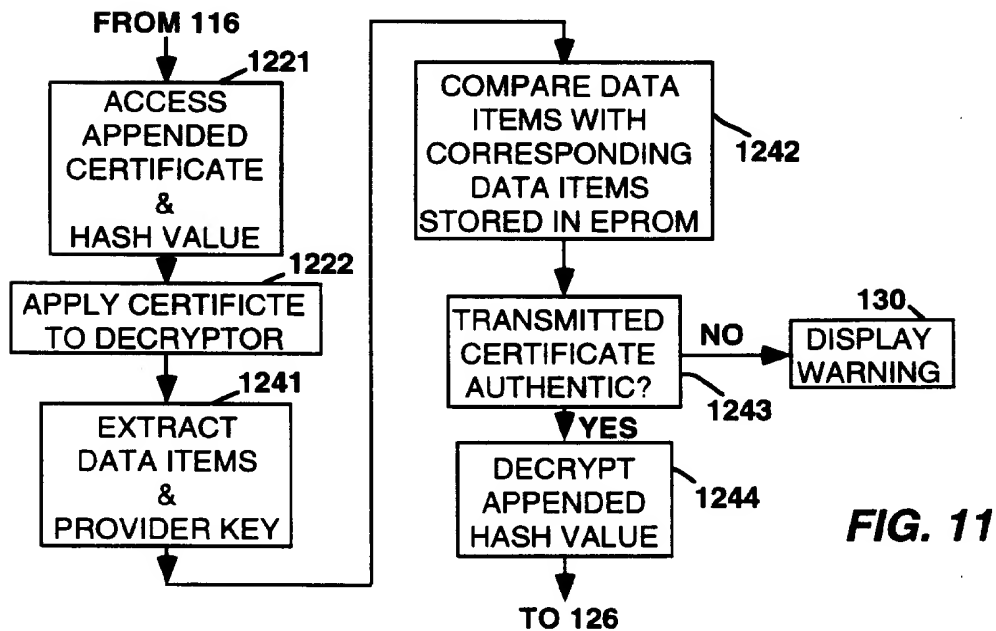 FROM 116
1221
ACCESS
APPENDED
CERTIFICATE
&
HASH VALUE
1222
APPLY CERTIFICTE
TO DECRYPTOR
1241
EXTRACT
DATA ITEMS
&
PROVIDER KEY
COMPARE DATA
ITEMS WITH
CORRESPONDING
DATA ITEMS
STORED IN EPROM
1242
TRANSMITTED
CERTIFICATE
AUTHENTIC?
1243
NO
130
DISPLAY
WARNING
YES
DECRYPT
APPENDED
HASH VALUE
1244
TO 126
FIG. 11